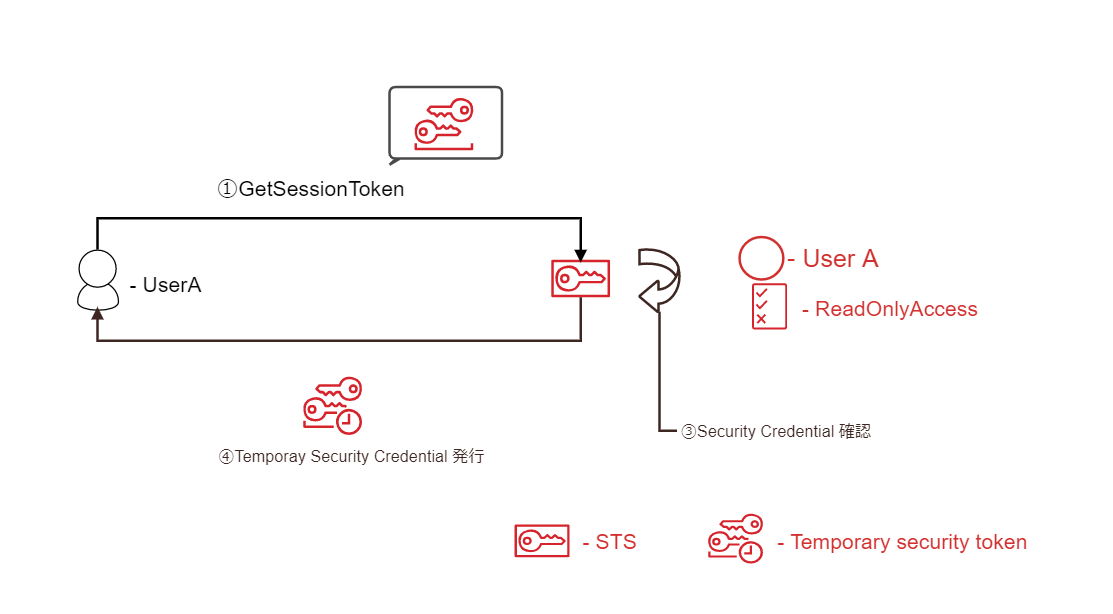 ①GetSessionToken
- UserA
- User A
- ReadOnlyAccess
③Security Credential 確認
④Temporay Security Credential 発行
- STS
- Temporary security token